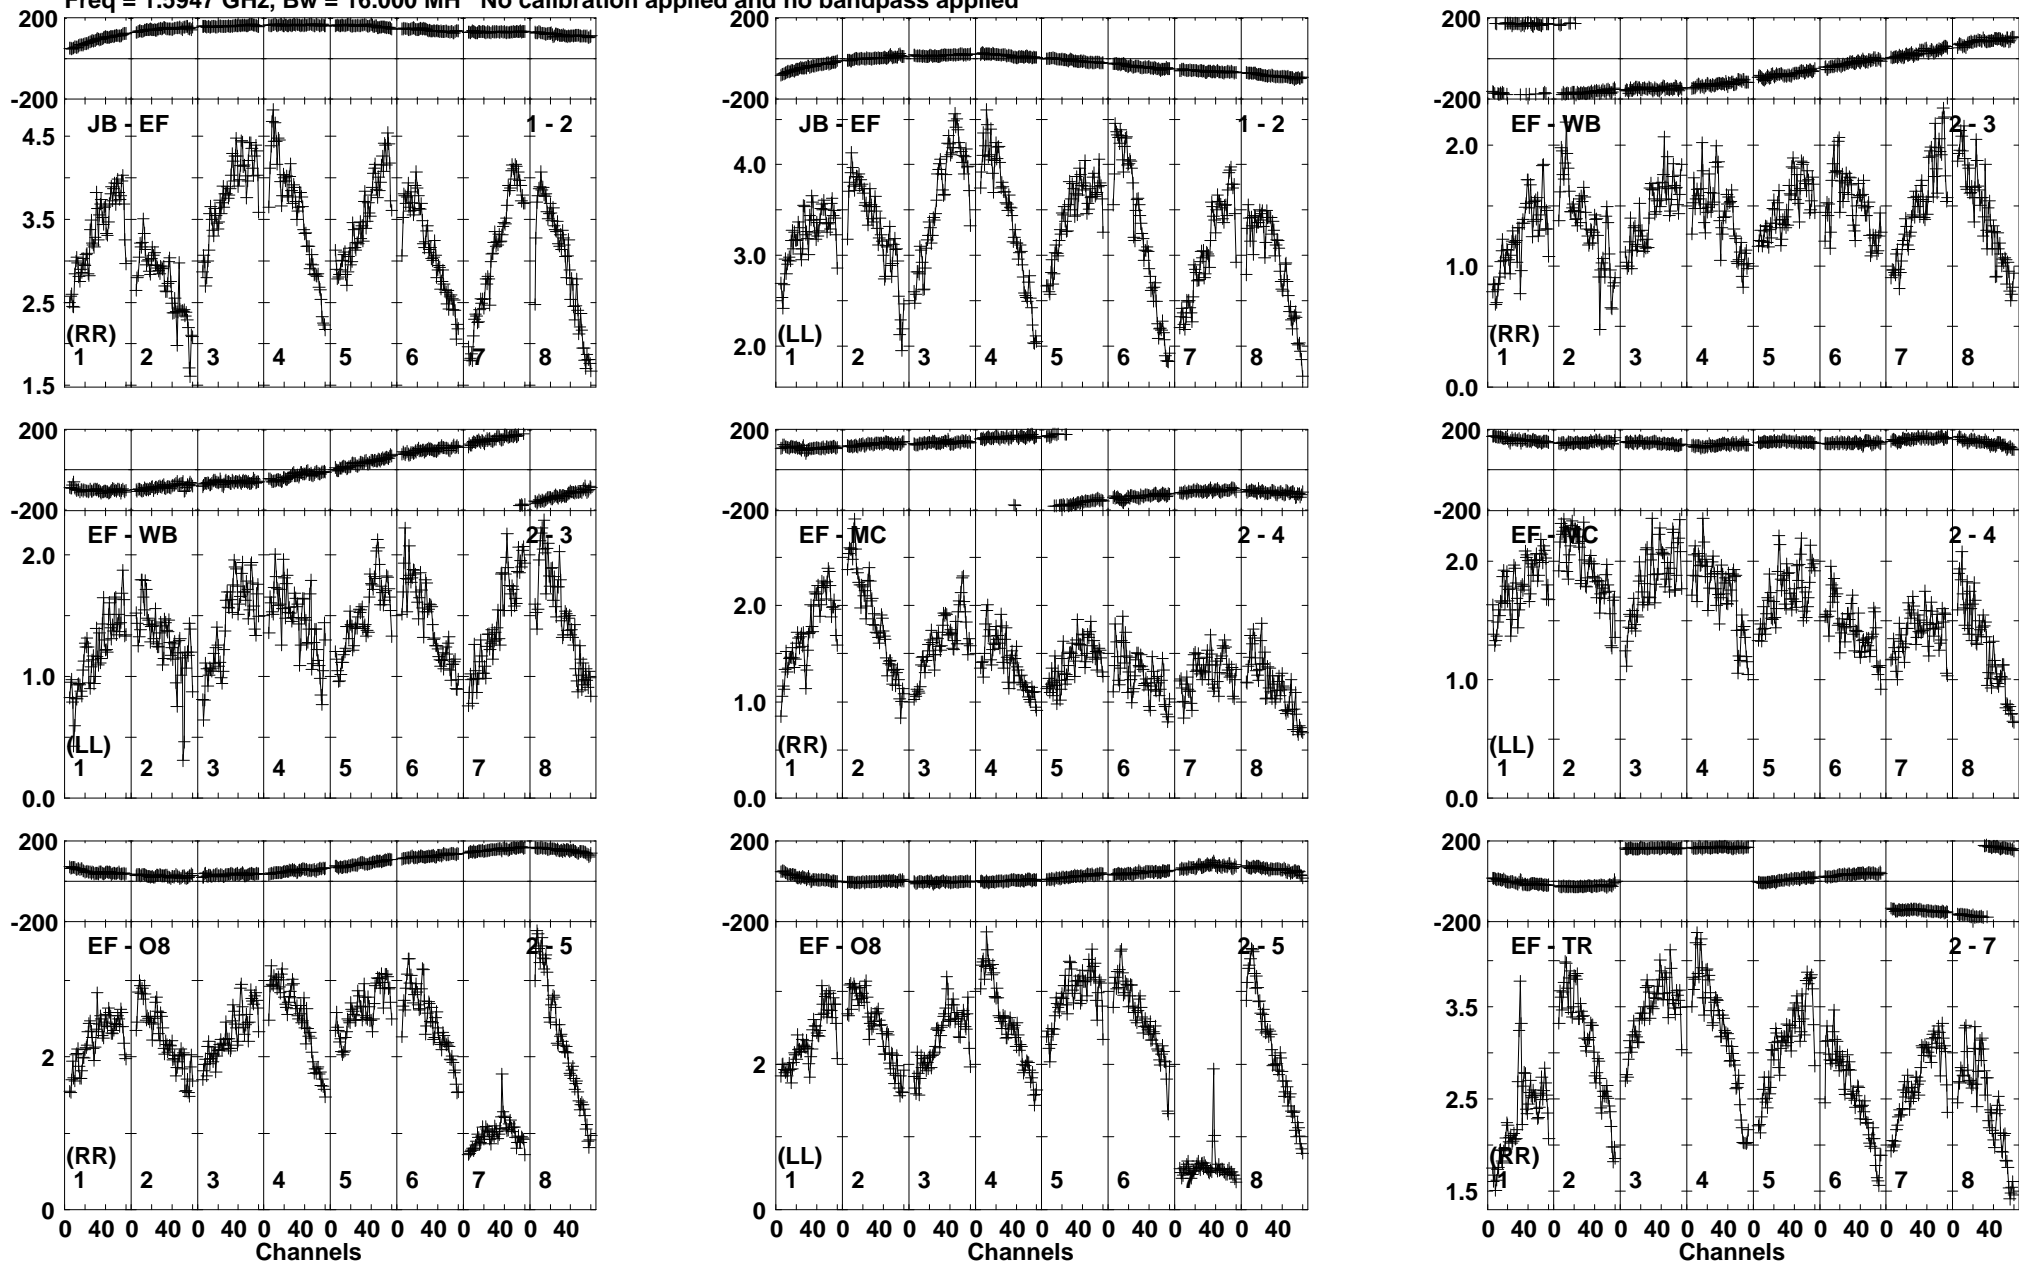 Freq = 1.5947 GHz, Bw = 16.000 MH No calibration applied and no bandpass applied
200 200 200
-200 -200 -200
JB - EF 1 - 2 JB - EF 1 - 2 EF - WB 2 - 3
4.5 4.0 2.0
3.5 3.0 1.0
2.5 2.0
(RR) (LL) (RR)
1 2 3 4 5 6 7 8 1 2 3 4 5 6 7 8 1 2 3 4 5 6 7 8
1.5 0.0
200 200 200
-200 -200 -200
EF - WB 2 - 3 EF - MC 2 - 4 EF - MC 2 - 4
2.0 2.0 2.0
1.0 1.0 1.0
(LL) (RR) (LL)
1 2 3 4 5 6 7 8 1 2 3 4 5 6 7 8 1 2 3 4 5 6 7 8
0.0 0.0 0.0
200 200 200
-200 -200 -200
EF - O8 2 - 5 EF - O8 2 - 5 EF - TR 2 - 7
3.5
2 2 2.5
(RR) (LL) (RR)
1 2 3 4 5 6 7 8 1 2 3 4 5 6 7 8 1 2 3 4 5 6 7 8
0 0 1.5
0 40 0 40 0 40 0 40 0 40 0 40 0 40 0 40 0 40 0 40 0 40 0 40 0 40 0 40 0 40 0 40 0 40 0 40 0 40 0 40 0 40 0 40 0 40 0 40
Channels Channels